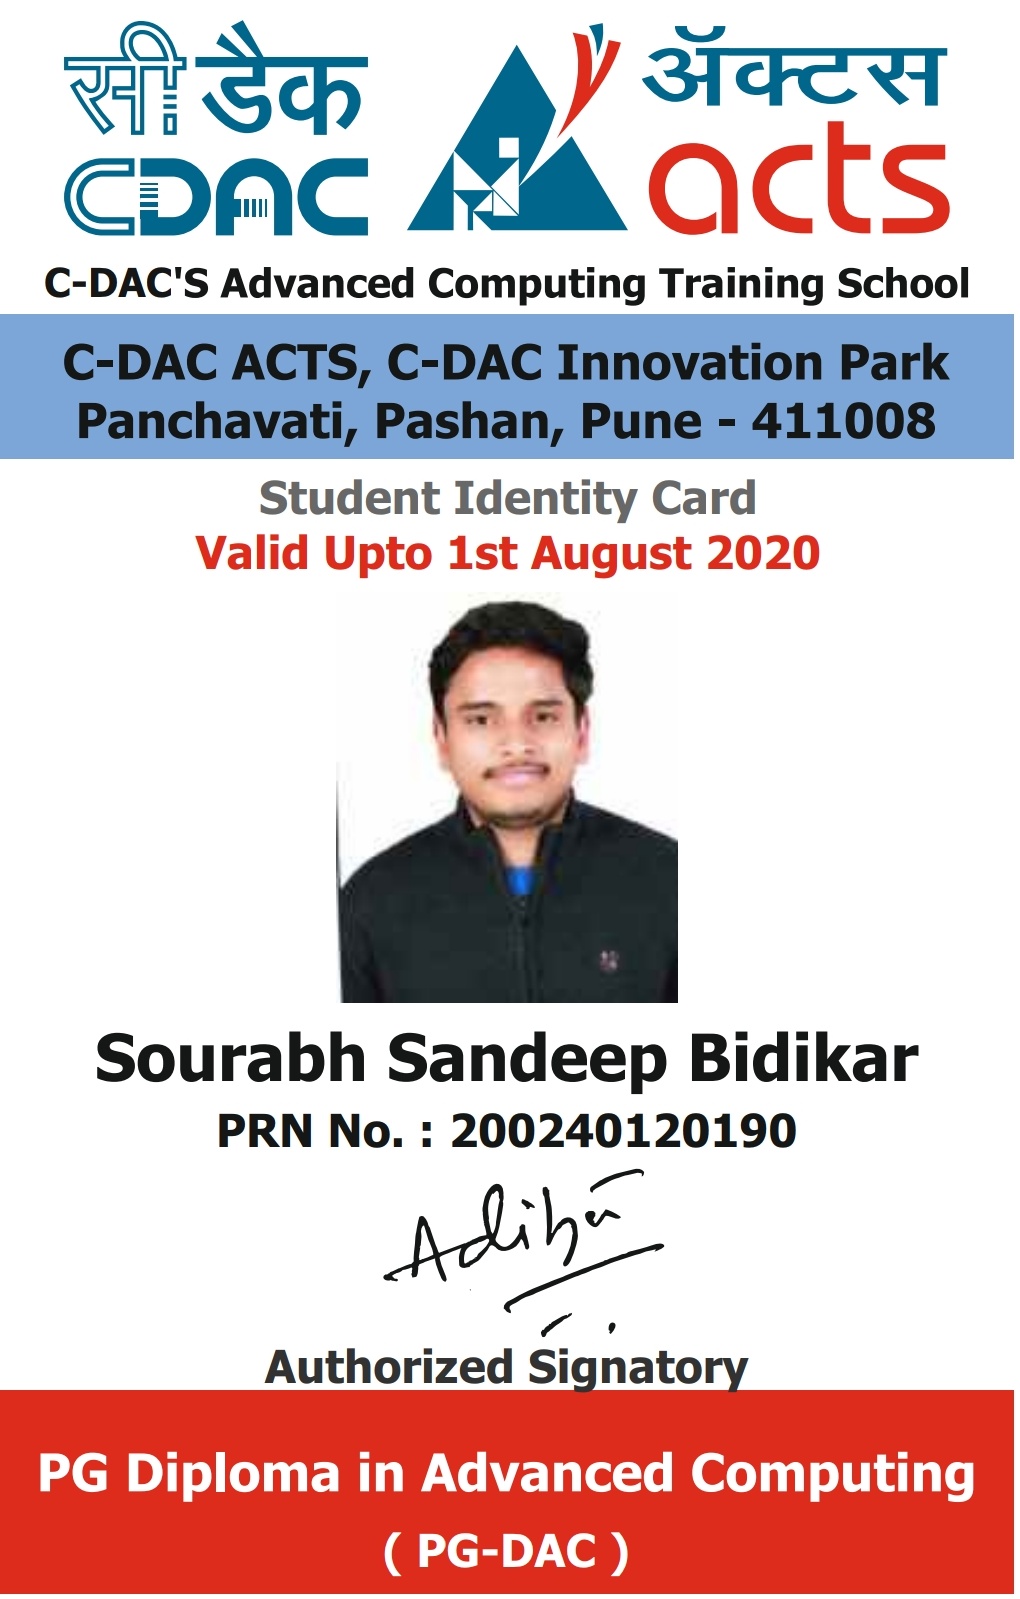 सी डैक
CDAC
ॲक्टस
acts
C-DAC'S Advanced Computing Training School
C-DAC ACTS, C-DAC Innovation Park
Panchavati, Pashan, Pune - 411008
Student Identity Card
Valid Upto 1st August 2020
Sourabh Sandeep Bidikar
PRN No. : 200240120190
Authorized Signatory
PG Diploma in Advanced Computing
( PG-DAC )